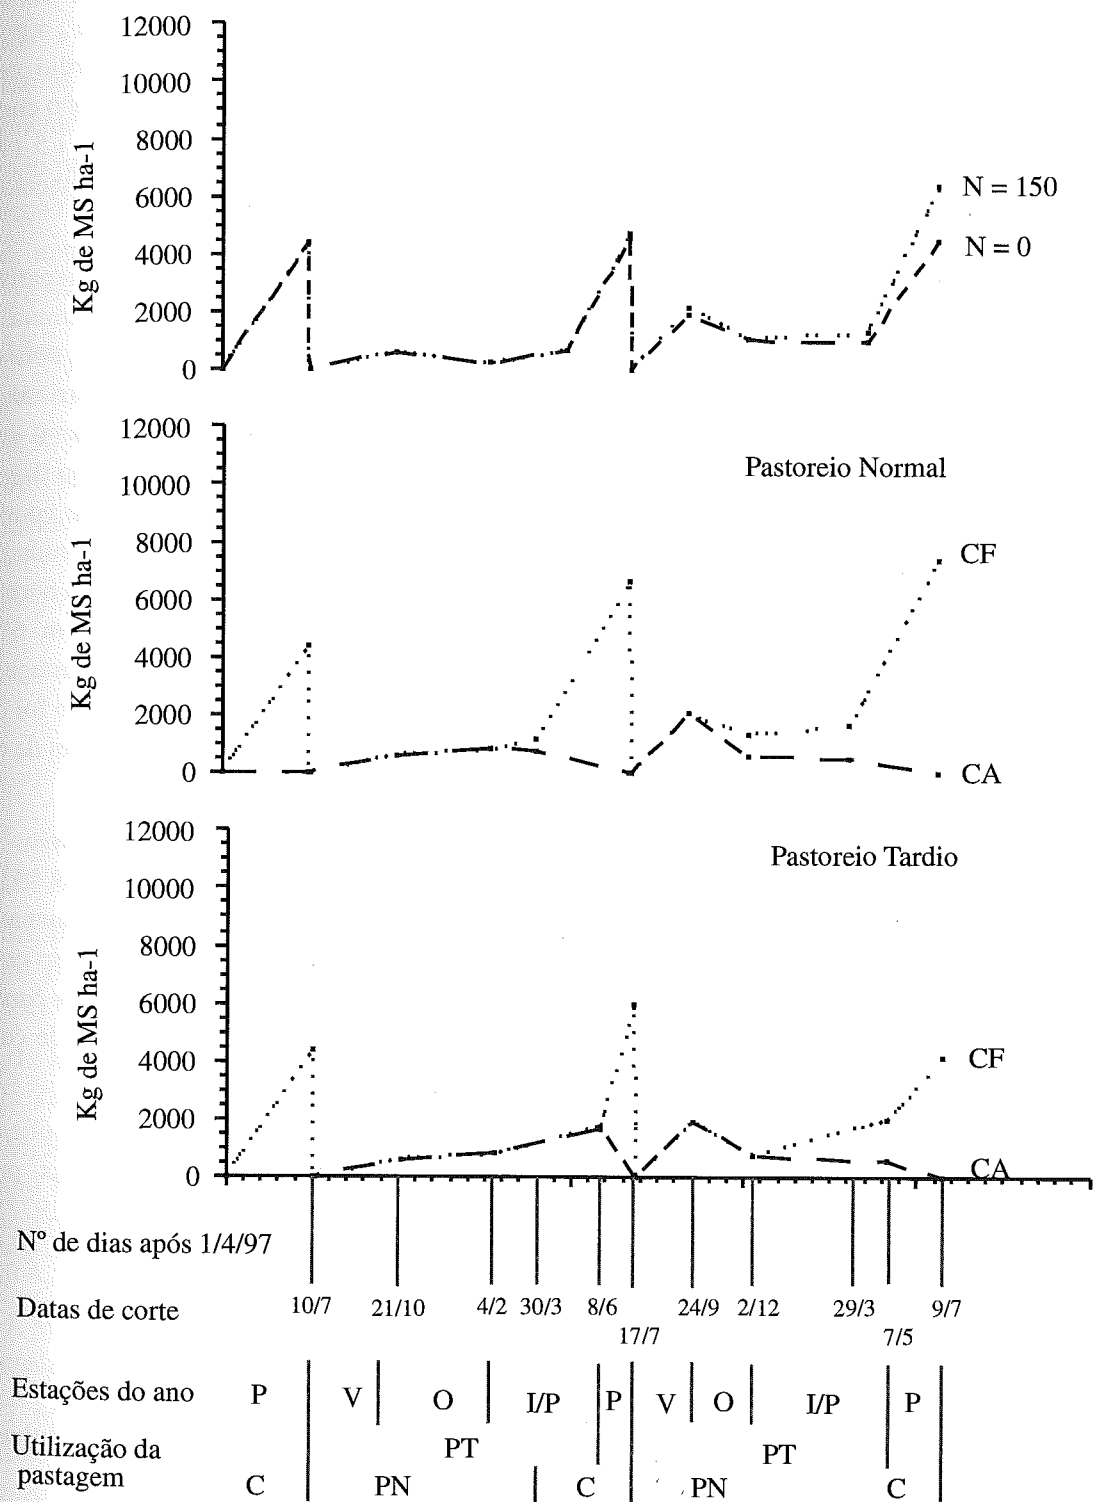 12000
10000
8000
6000
4000
2000
0
Kg de MS ha-1
N = 150
N = 0
12000
10000
8000
6000
4000
2000
0
Kg de MS ha-1
Pastoreio Normal
CF
CA
12000
10000
8000
6000
4000
2000
0
Kg de MS ha-1
Pastoreio Tardio
CF
CA
Nº de dias após 1/4/97
Datas de corte 10/7 21/10 4/2 30/3 8/6 17/7 24/9 2/12 29/3 7/5 9/7
Estações do ano P V O I/P P V O I/P P
Utilização da PT PT
pastagem C PN C PN C